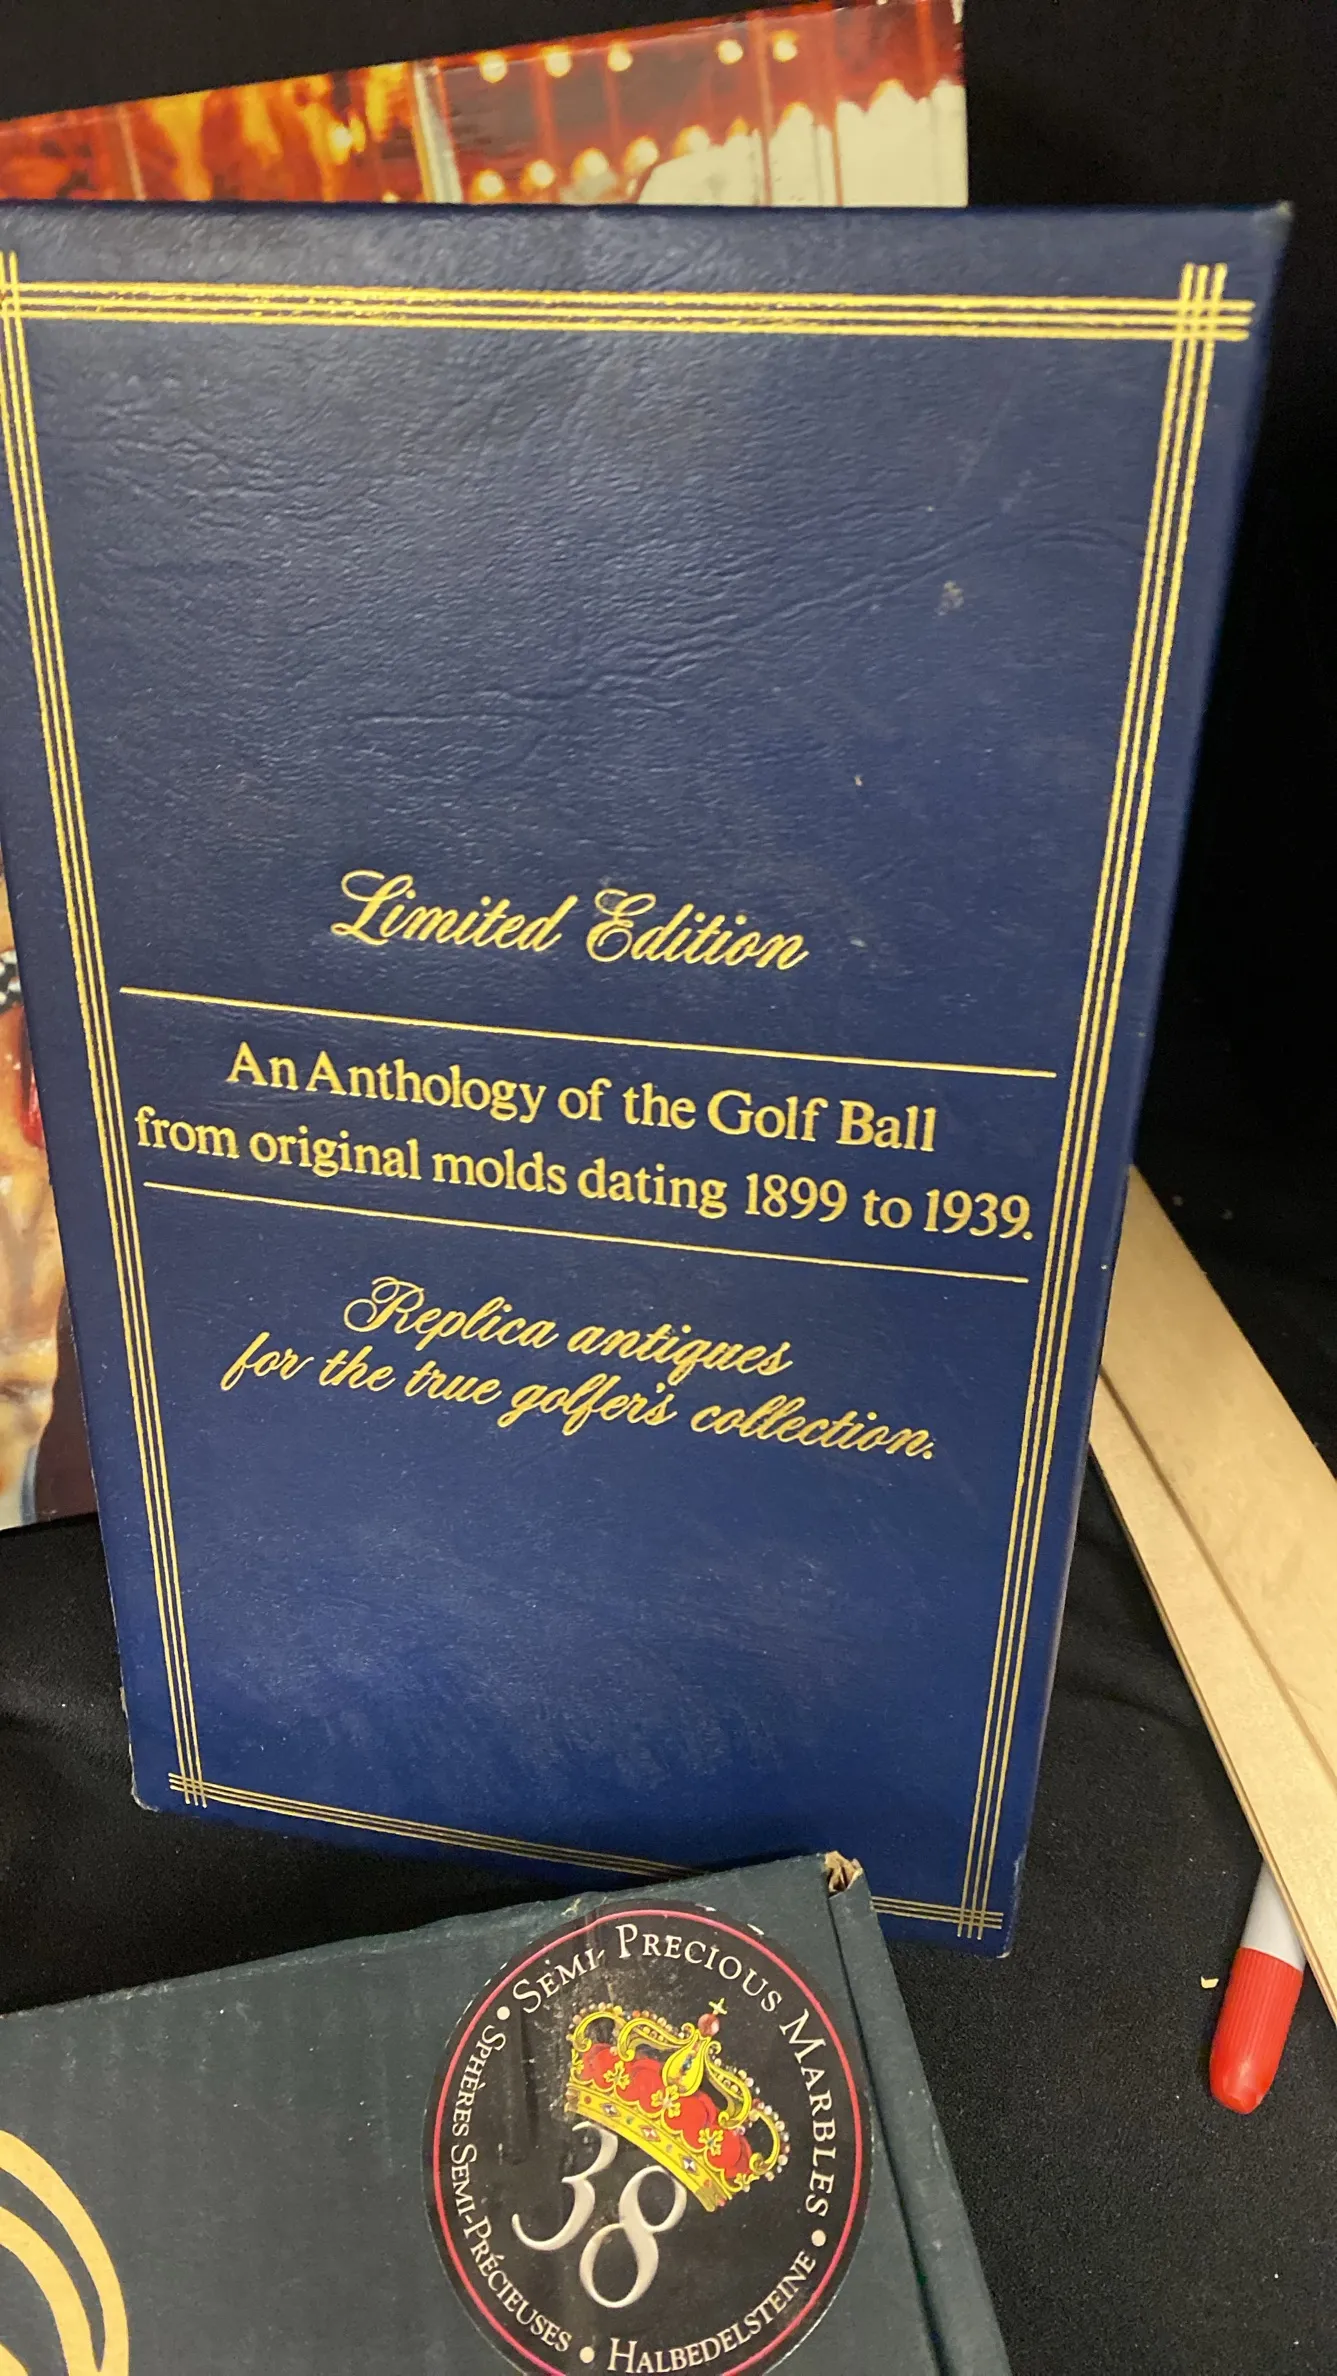 Limited Edition
An Anthology of the Golf Ball
from original molds dating 1899 to 1939.
Replica antiques
for the true golfer's collection.
• SEMI-PRECIOUS MARBLES •
HALBEDELSTEINE •
SPHÈRES SEMI-PRÉCIEUSES
38